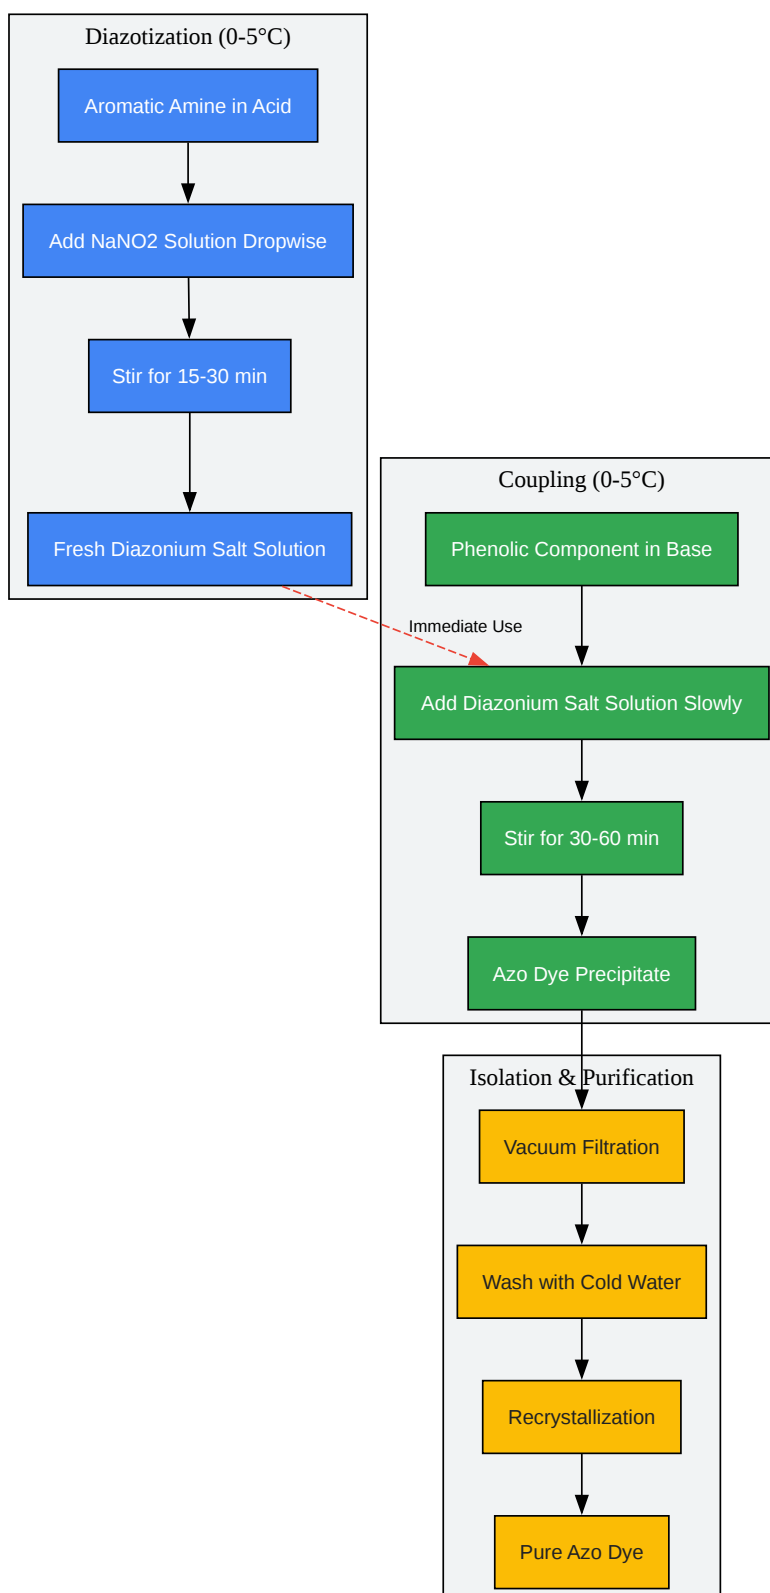 Diazotization (0-5°C)
Aromatic Amine in Acid
Add NaNO2 Solution Dropwise
Stir for 15-30 min
Fresh Diazonium Salt Solution
Immediate Use
Coupling (0-5°C)
Phenolic Component in Base
Add Diazonium Salt Solution Slowly
Stir for 30-60 min
Azo Dye Precipitate
Isolation & Purification
Vacuum Filtration
Wash with Cold Water
Recrystallization
Pure Azo Dye